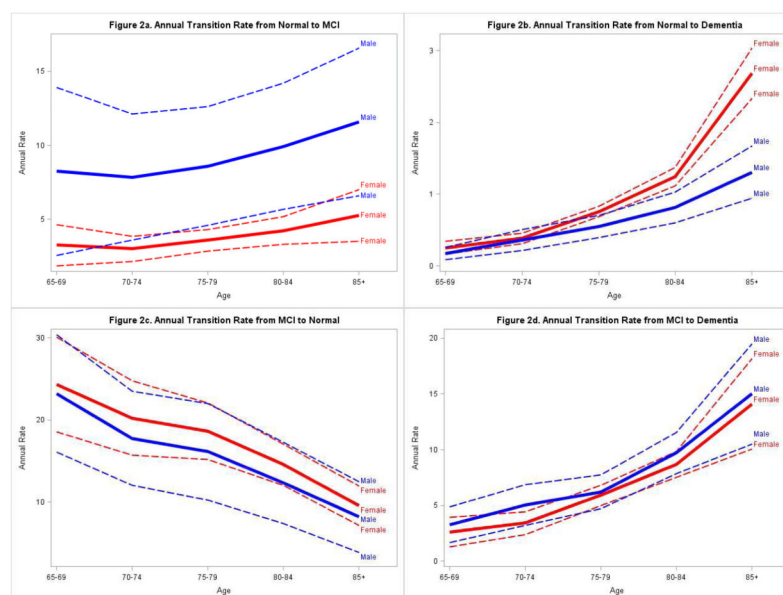 Figure 2a. Annual Transition Rate from Normal to MCI
Annual Rate
15
10
5
Male
Male
Female
Male
Female
Female
65-69 70-74 75-79 80-84 85+
Age
Figure 2b. Annual Transition Rate from Normal to Dementia
Annual Rate
3
2
1
0
Female
Female
Female
Male
Male
Male
65-69 70-74 75-79 80-84 85+
Age
Figure 2c. Annual Transition Rate from MCI to Normal
Annual Rate
30
20
10
Male
Female
Female
Male
Female
Male
65-69 70-74 75-79 80-84 85+
Age
Figure 2d. Annual Transition Rate from MCI to Dementia
Annual Rate
20
15
10
5
0
Male
Female
Male
Female
Male
Female
65-69 70-74 75-79 80-84 85+
Age